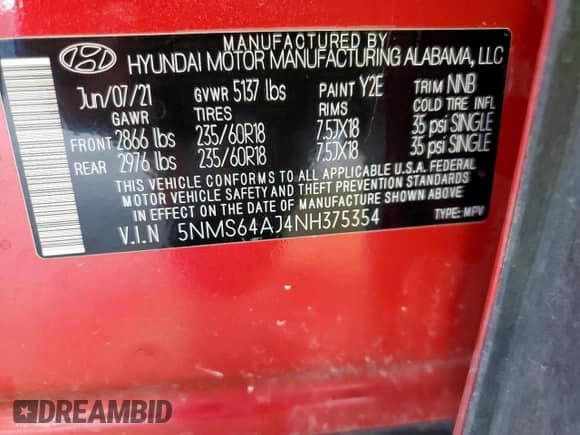 MANUFACTURED BY
HYUNDAI MOTOR MANUFACTURING ALABAMA, LLC
Jun/07/21 GVWR 5137 lbs PAINT Y2E TRIM NNB
GAWR TIRES RIMS COLD TIRE INFL
FRONT 2866 lbs 235/60R18 7.5JX18 35 psi SINGLE
REAR 2976 lbs 235/60R18 7.5JX18 35 psi SINGLE
THIS VEHICLE CONFORMS TO ALL APPLICABLE U.S.A. FEDERAL
MOTOR VEHICLE SAFETY AND THEFT PREVENTION STANDARDS
IN EFFECT ON THE DATE OF MANUFACTURE SHOWN ABOVE
V.I.N 5NMS64AJ4NH375354 TYPE: MPV
DREAMBID